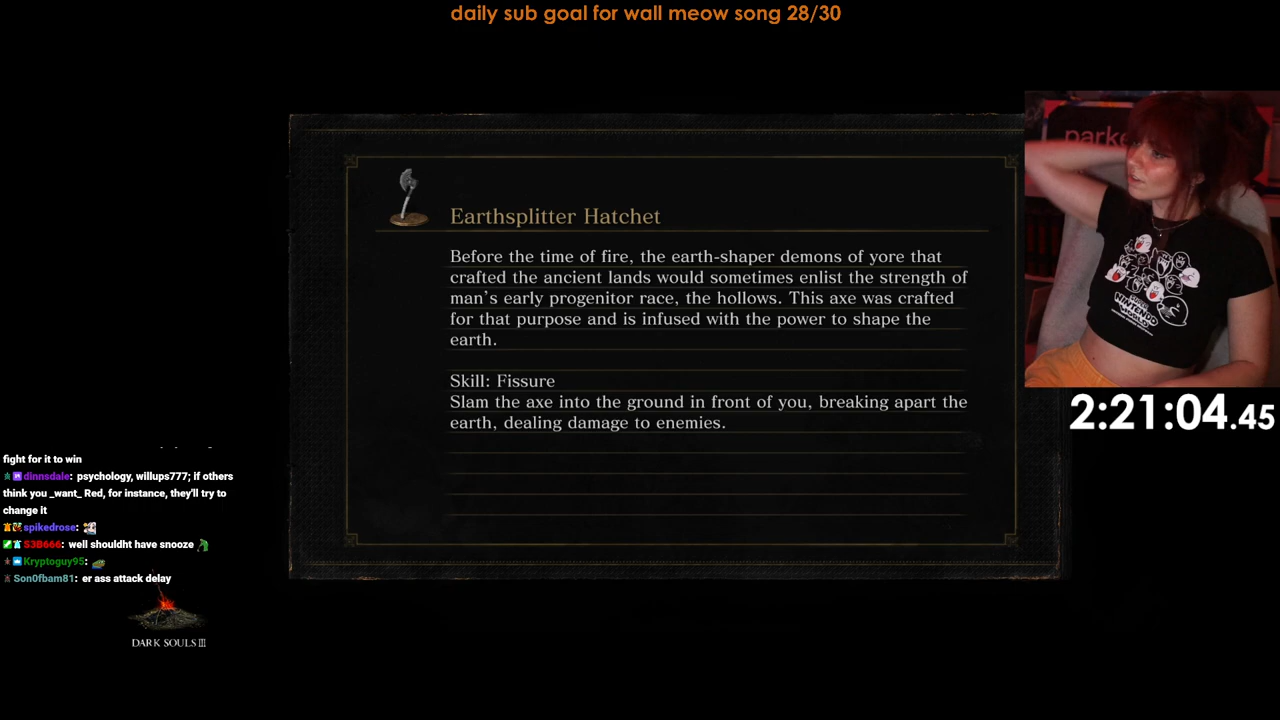 daily sub goal for wall meow song 28/30
parke
Earthsplitter Hatchet
Before the time of fire, the earth-shaper demons of yore that
crafted the ancient lands would sometimes enlist the strength of
man's early progenitor race, the hollows. This axe was crafted
for that purpose and is infused with the power to shape the
earth.
Skill: Fissure
Slam the axe into the ground in front of you, breaking apart the
earth, dealing damage to enemies.
2:21:04.45
fight for it to win
dinnsdale: psychology, willups777; if others
think you _want_ Red, for instance, they'll try to
change it
spikedrose:
S3B666: well shouldht have snooze
Kryptoguy95:
Son0fbam81: er ass attack delay
DARK SOULS III